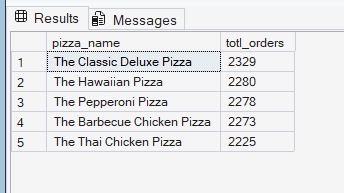 Results Messages
pizza_name totl_orders
1 The Classic Deluxe Pizza 2329
2 The Hawaiian Pizza 2280
3 The Pepperoni Pizza 2278
4 The Barbecue Chicken Pizza 2273
5 The Thai Chicken Pizza 2225